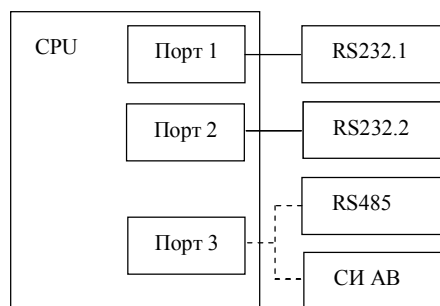 CPU
Порт 1
RS232.1
Порт 2
RS232.2
Порт 3
RS485
СИ АВ